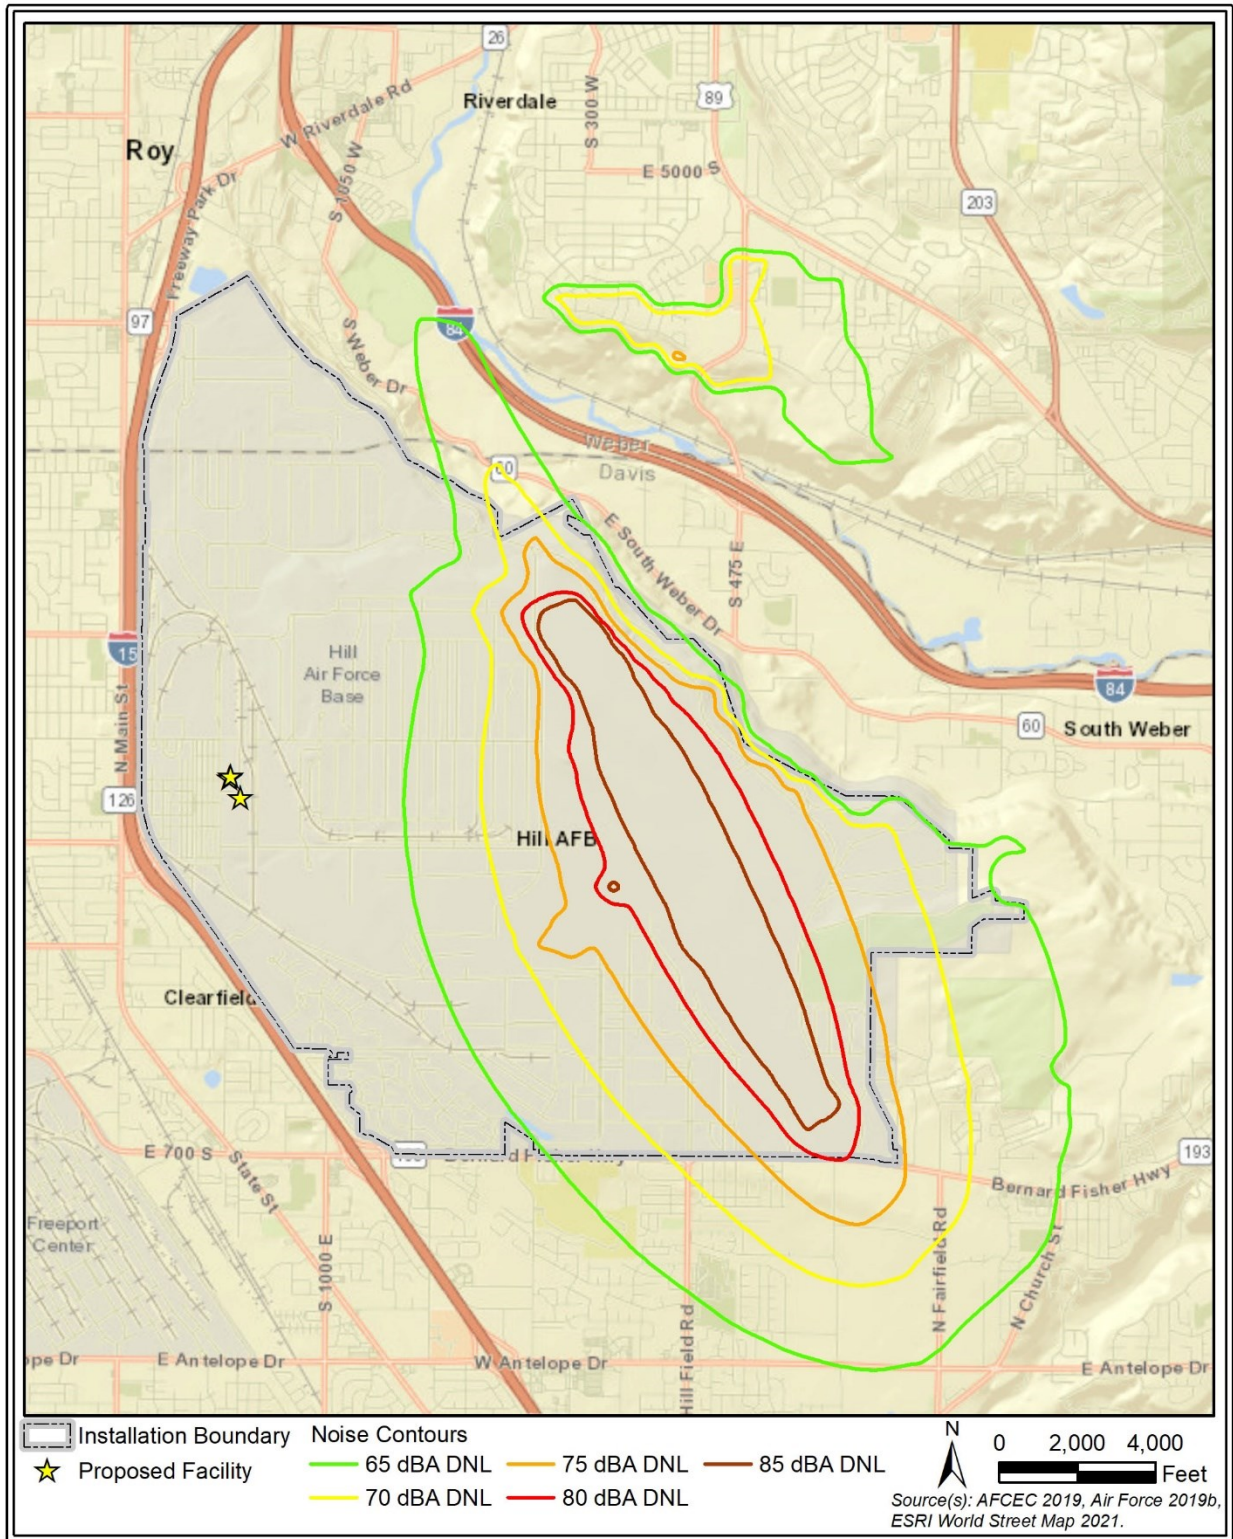 26
Riverdale
89
S 300 W
W Riverdale Rd
Roy
E 5000 S
S 1050 W
203
Freeway Park Dr
97
84
S Weber Dr
60
Weber
Davis
E South Weber Dr
S 475 E
15
Hill
Air Force
Base
84
60
South Weber
N Main St
126
Hill AFB
Clearfield
E 700 S
193
State St
Bernard Fisher Hwy
Bernard Fisher Hwy
Freeport
Center
S 1000 E
N Fairfield Rd
N Church St
Hill Field Rd
ope Dr
E Antelope Dr
W Antelope Dr
E Antelope Dr
Installation Boundary
Proposed Facility
Noise Contours
65 dBA DNL
75 dBA DNL
85 dBA DNL
70 dBA DNL
80 dBA DNL
N
0 2,000 4,000
Feet
Source(s): AFCEC 2019, Air Force 2019b,
ESRI World Street Map 2021.